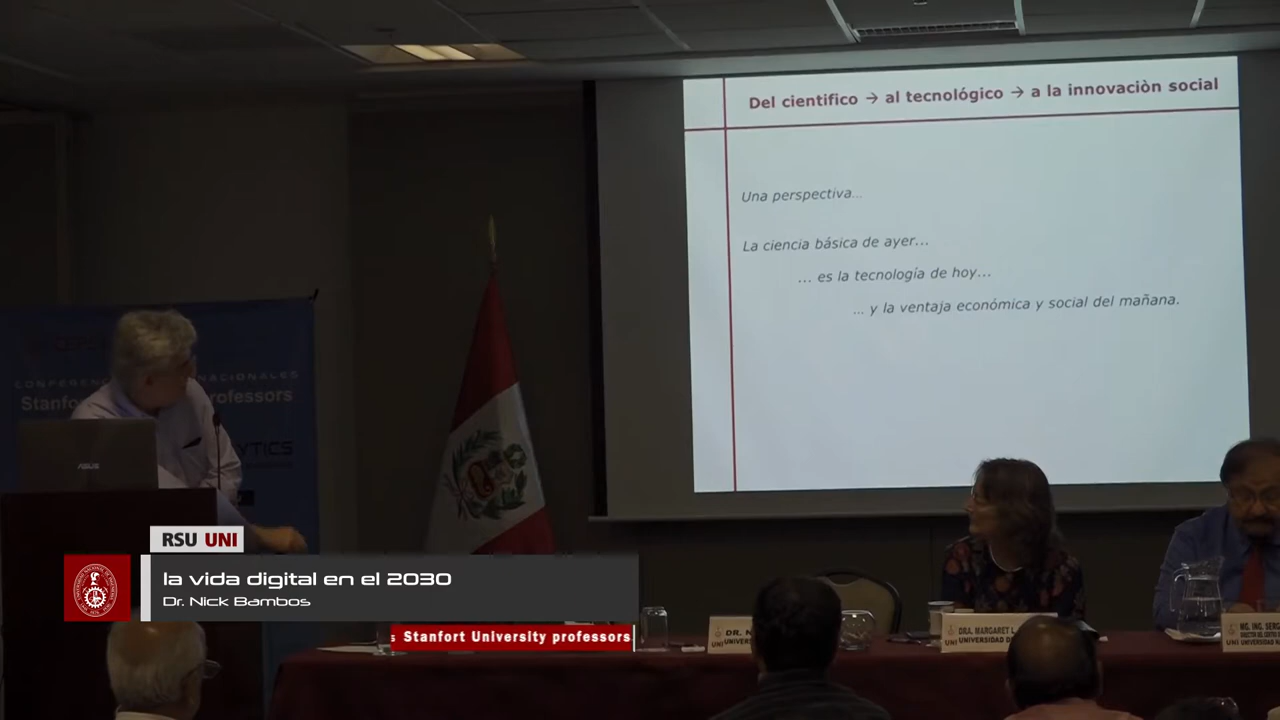 Del cientifico → al tecnológico → a la innovaciòn social
Una perspectiva...
La ciencia básica de ayer...
... es la tecnología de hoy...
... y la ventaja económica y social del mañana.
ASUS
RSU UNI
la vida digital en el 2030
Dr. Nick Bambos
Stanfort University professors
DRA. MARGARET
UNI